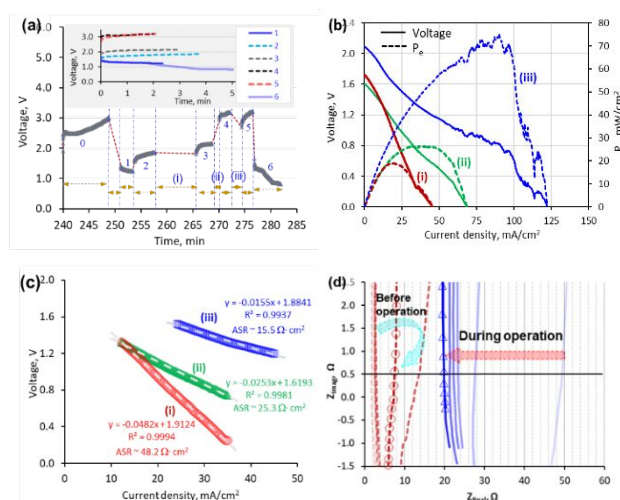 (a)
Voltage, V
3.0
2.0
1.0
0.0
0
1
2
3
4
5
Time, min
1
2
3
4
5
6
Voltage, V
6.0
5.0
4.0
3.0
2.0
1.0
0.0
0
1
2
3
4
5
6
(i)
(ii)
(iii)
240
245
250
255
260
265
270
275
282
285
Time, min
(b)
Voltage
Pe
(i)
(ii)
(iii)
Voltage, V
2.4
2.0
1.6
1.2
0.8
0.4
0.0
80
70
60
50
40
30
20
10
0
0
25
50
75
100
125
150
Current density, mA/cm²
(c)
Voltage, V
2.0
1.6
1.2
0.8
0.4
0.0
y = -0.0155x + 1.8841
R² = 0.9937
ASR ~ 15.5 Ω· cm²
(iii)
(ii)
y = -0.0253x + 1.6193
R² = 0.9981
ASR ~ 25.3 Ω· cm²
(i)
y = -0.0482x + 1.9124
R² = 0.9994
ASR ~ 48.2 Ω· cm²
0
10
20
30
40
50
Current density, mA/cm²
(d)
Before
operation
During operation
2.5
2.0
1.5
1.0
0.5
0.0
-0.5
-1.0
-1.5
0
10
20
30
40
50
60